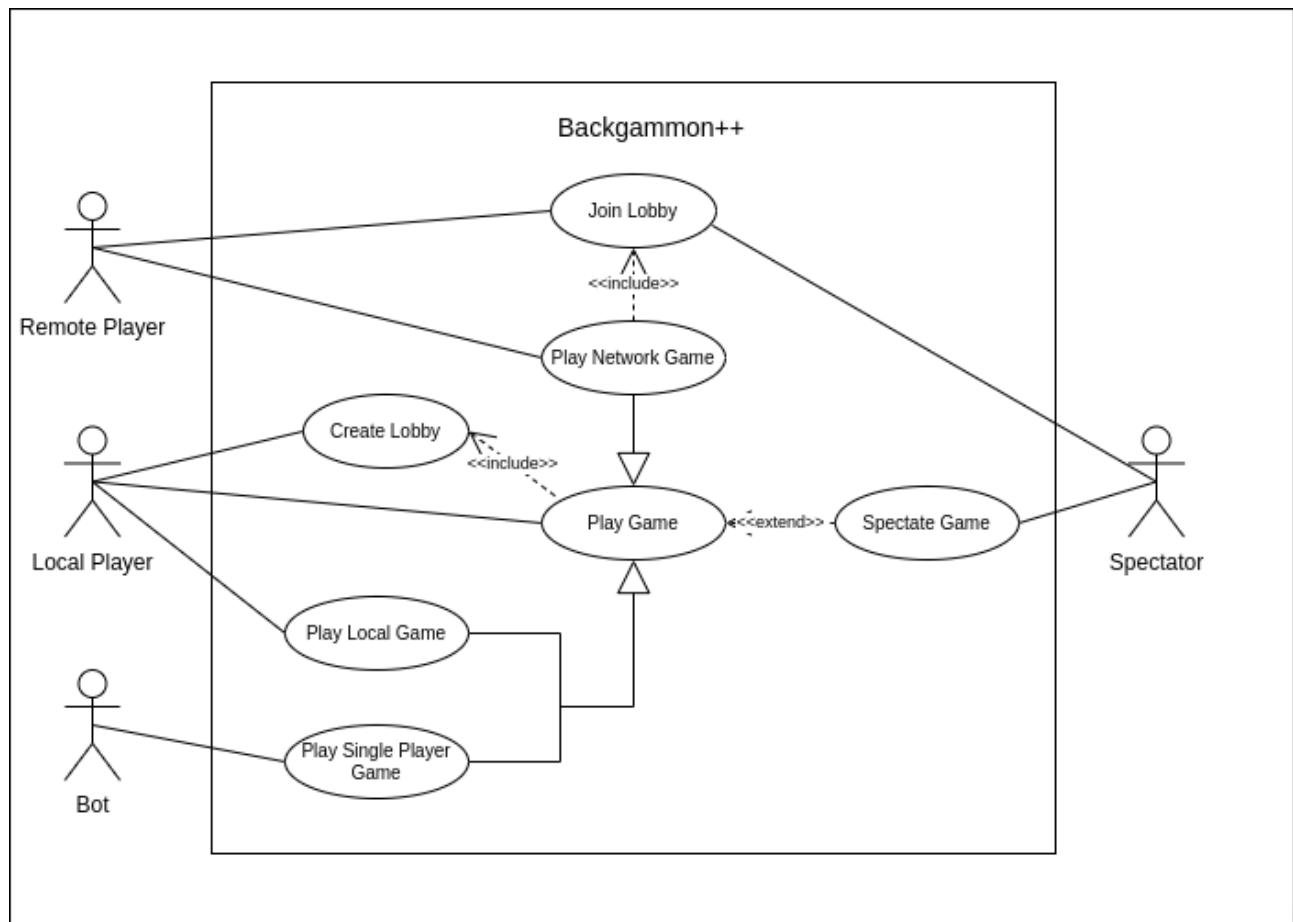 Backgammon++
Join Lobby
<<include>>
Remote Player
Play Network Game
Create Lobby
<<include>>
Play Game
<<extend>>
Spectate Game
Local Player
Spectator
Play Local Game
Play Single Player
Game
Bot